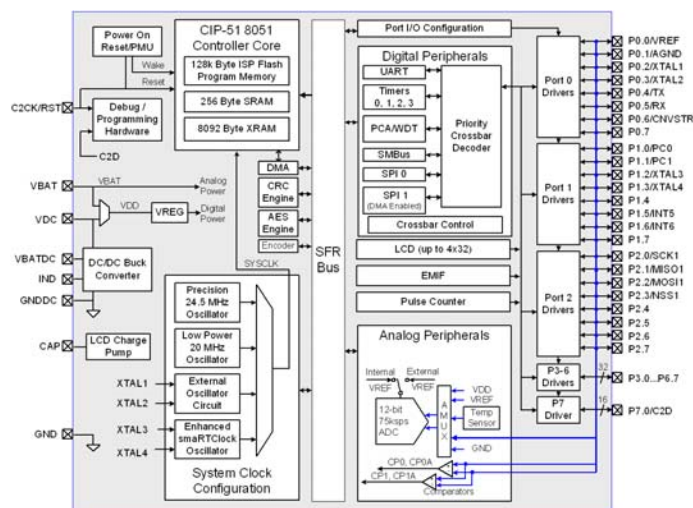 Power On
Reset/PMU
Wake
Reset
C2CK/RST
Debug /
Programming
Hardware
C2D
CIP-51 8051
Controller Core
128k Byte ISP Flash
Program Memory
256 Byte SRAM
8092 Byte XRAM
DMA
CRC
Engine
AES
Engine
Encoder
VBAT
VBAT
Analog
Power
VDC
VDD
VREG
Digital
Power
VBATDC
IND
GNDDC
DC/DC Buck
Converter
SYSCLK
CAP
LCD Charge
Pump
Precision
24.5 MHz
Oscillator
Low Power
20 MHz
Oscillator
XTAL1
XTAL2
External
Oscillator
Circuit
GND
XTAL3
XTAL4
Enhanced
smaRTClock
Oscillator
System Clock
Configuration
SFR
Bus
Port I/O Configuration
Digital Peripherals
UART
Timers
0, 1, 2, 3
PCA/WDT
SMBus
SPI 0
SPI 1
(DMA Enabled)
Priority
Crossbar
Decoder
Crossbar Control
LCD (up to 4x32)
EMIF
Pulse Counter
Analog Peripherals
Internal
VREF
External
VREF
12-bit
75ksps
ADC
A
M
U
X
VDD
VREF
Temp
Sensor
GND
CP0, CP0A
CP1, CP1A
Comparators
Port 0
Drivers
Port 1
Drivers
Port 2
Drivers
P3-6
Drivers
P7
Driver
32
16
P0.0/VREF
P0.1/AGND
P0.2/XTAL1
P0.3/XTAL2
P0.4/TX
P0.5/RX
P0.6/CNVSTR
P0.7
P1.0/PC0
P1.1/PC1
P1.2/XTAL3
P1.3/XTAL4
P1.4
P1.5/INT5
P1.6/INT6
P1.7
P2.0/SCK1
P2.1/MISO1
P2.2/MOSI1
P2.3/NSS1
P2.4
P2.5
P2.6
P2.7
P3.0...P6.7
P7.0/C2D